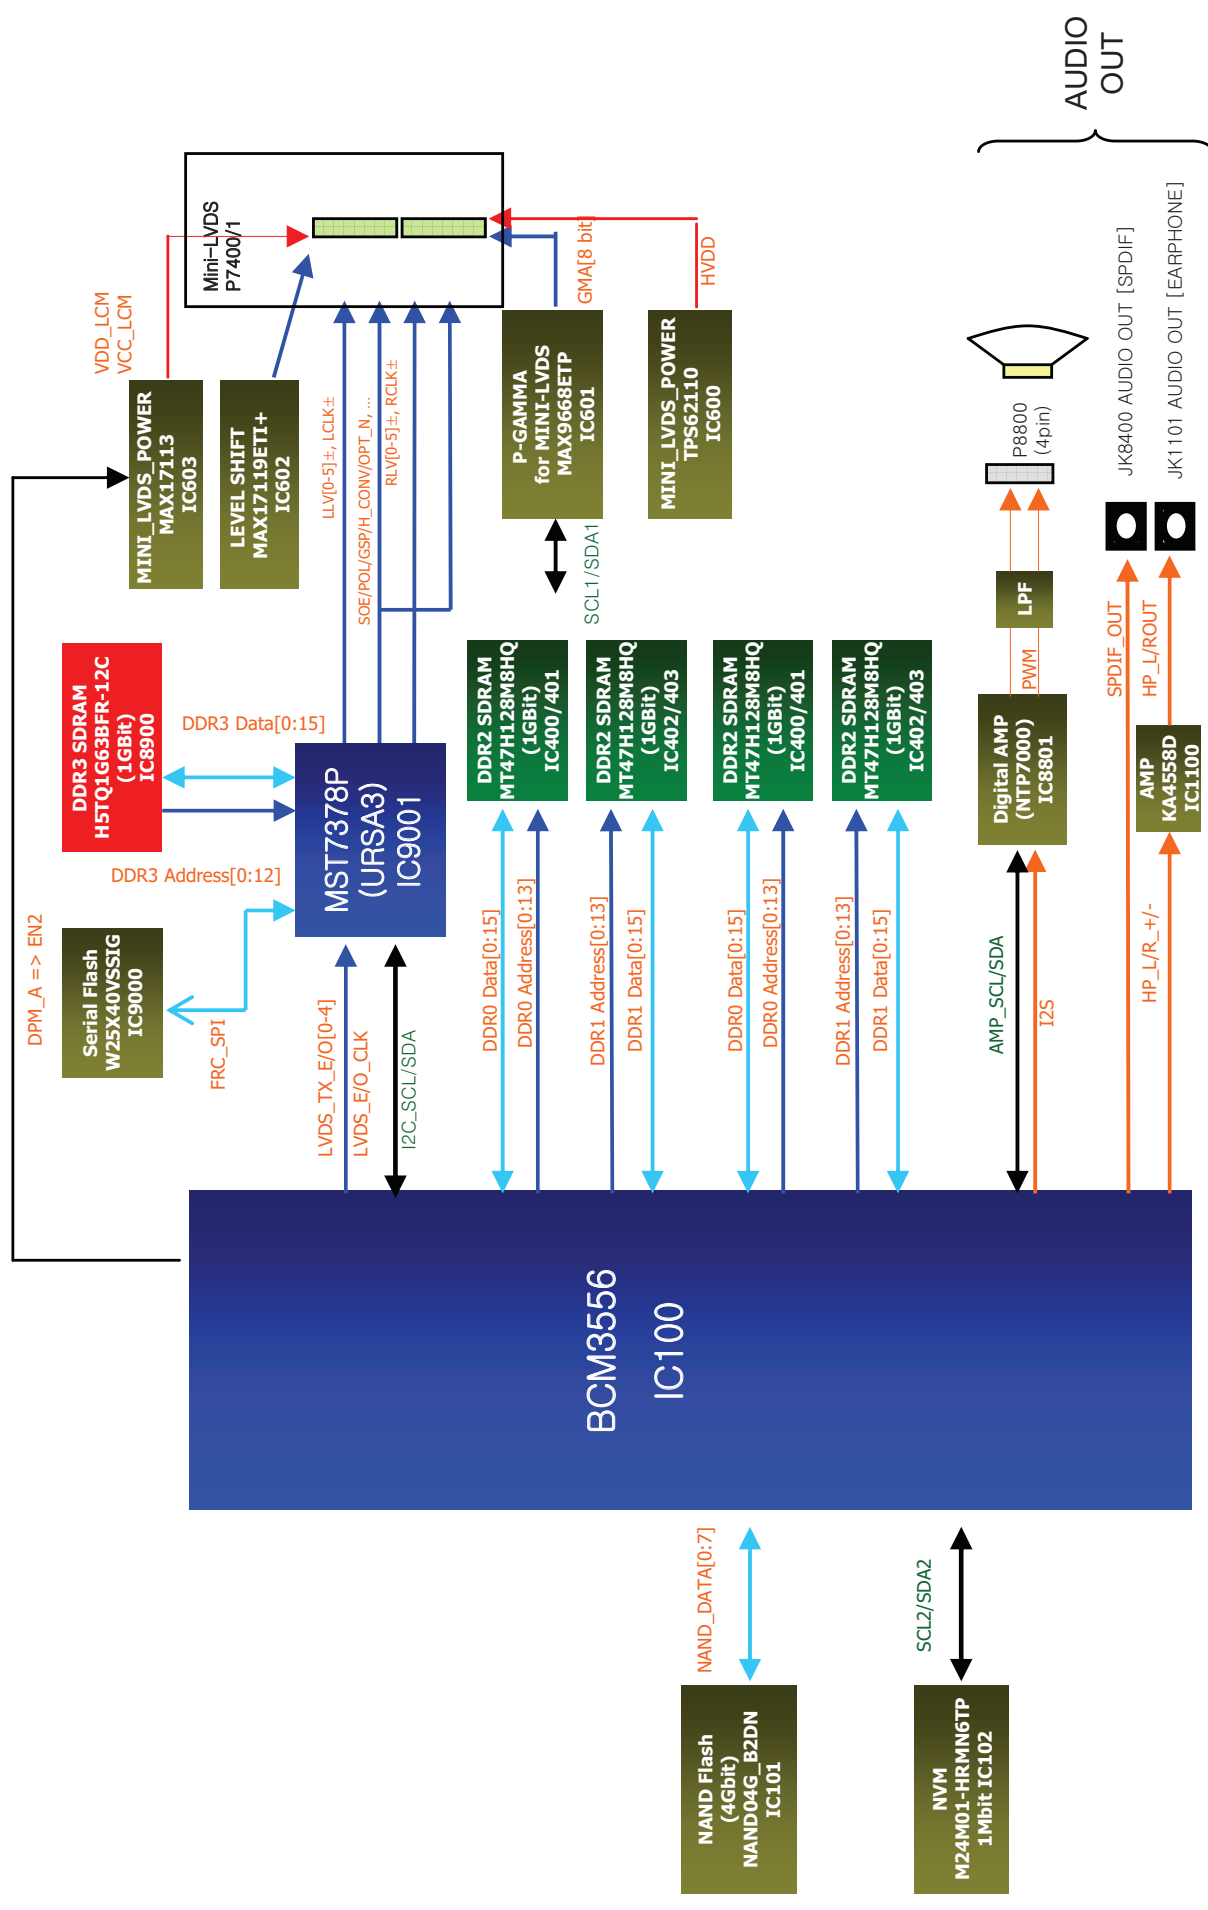 DPM_A => EN2
VDD_LCM
VCC_LCM
MINI_LVDS_POWER
MAX17113
IC603
LEVEL SHIFT
MAX17119ETI+
IC602
Mini-LVDS
P7400/1
DDR3 SDRAM
H5TQ1G63BFR-12C
(1GBit)
IC8900
DDR3 Data[0:15]
DDR3 Address[0:12]
Serial Flash
W25X40VSSIG
IC9000
FRC_SPI
MST7378P
(URSA3)
IC9001
LLV[0-5]±, LCLK±
SOE/POL/GSP/H_CONV/OPT_N, ...
RLV[0-5]±, RCLK±
LVDS_TX_E/O[0-4]
LVDS_E/O_CLK
I2C_SCL/SDA
P-GAMMA
for MINI-LVDS
MAX9668ETP
IC601
GMA[8 bit]
SCL1/SDA1
MINI_LVDS_POWER
TPS62110
IC600
HVDD
DDR2 SDRAM
MT47H128M8HQ
(1GBit)
IC400/401
DDR0 Data[0:15]
DDR0 Address[0:13]
DDR2 SDRAM
MT47H128M8HQ
(1GBit)
IC402/403
DDR1 Address[0:13]
DDR1 Data[0:15]
DDR2 SDRAM
MT47H128M8HQ
(1GBit)
IC400/401
DDR0 Data[0:15]
DDR0 Address[0:13]
DDR2 SDRAM
MT47H128M8HQ
(1GBit)
IC402/403
DDR1 Address[0:13]
DDR1 Data[0:15]
BCM3556
IC100
NAND Flash
(4Gbit)
NAND04G_B2DN
IC101
NAND_DATA[0:7]
NVM
M24M01-HRMN6TP
1Mbit IC102
SCL2/SDA2
AMP_SCL/SDA
I2S
Digital AMP
(NTP7000)
IC8801
PWM
LPF
P8800
(4pin)
SPDIF_OUT
JK8400 AUDIO OUT [SPDIF]
HP_L/R_+/-
AMP
KA4558D
IC1100
HP_L/ROUT
JK1101 AUDIO OUT [EARPHONE]
AUDIO
OUT